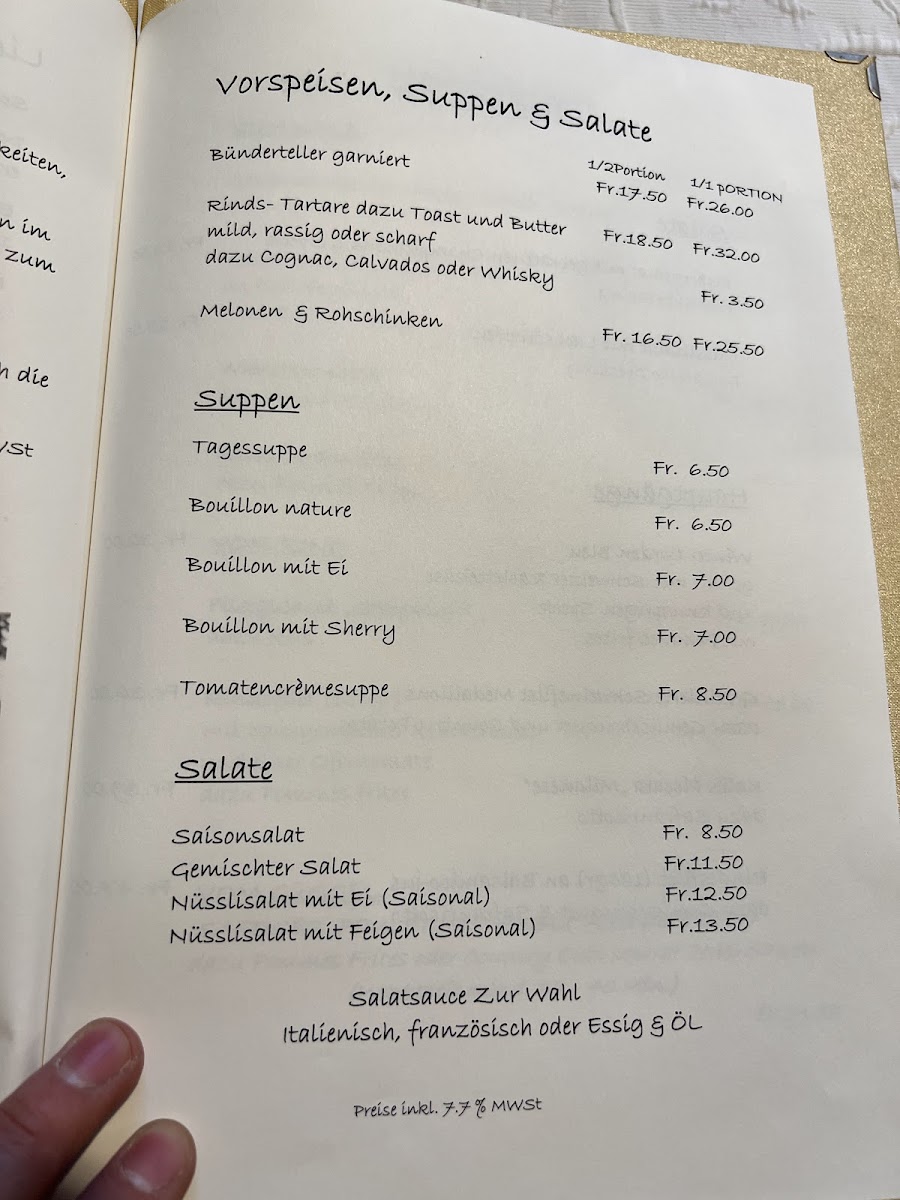 keiten,
n im
zum
die
Vorspeisen, Suppen & Salate
1/2Portion 1/1 pORTION
Bünderteller garniert Fr.17.50 Fr.26.00
Rinds- Tartare dazu Toast und Butter Fr.18.50 Fr.32.00
mild, rassig oder scharf
dazu Cognac, Calvados oder Whisky Fr. 3.50
Melonen & Rohschinken Fr. 16.50 Fr.25.50
Suppen
Tagessuppe Fr. 6.50
Bouillon nature Fr. 6.50
Bouillon mit Ei Fr. 7.00
Bouillon mit Sherry Fr. 7.00
Tomatencrèmesuppe Fr. 8.50
Salate
Saisonsalat Fr. 8.50
Gemischter Salat Fr.11.50
Nüsslisalat mit Ei (Saisonal) Fr.12.50
Nüsslisalat mit Feigen (Saisonal) Fr.13.50
Salatsauce Zur Wahl
Italienisch, französisch oder Essig & ÖL
Preise inkl. 7.7 % MWSt